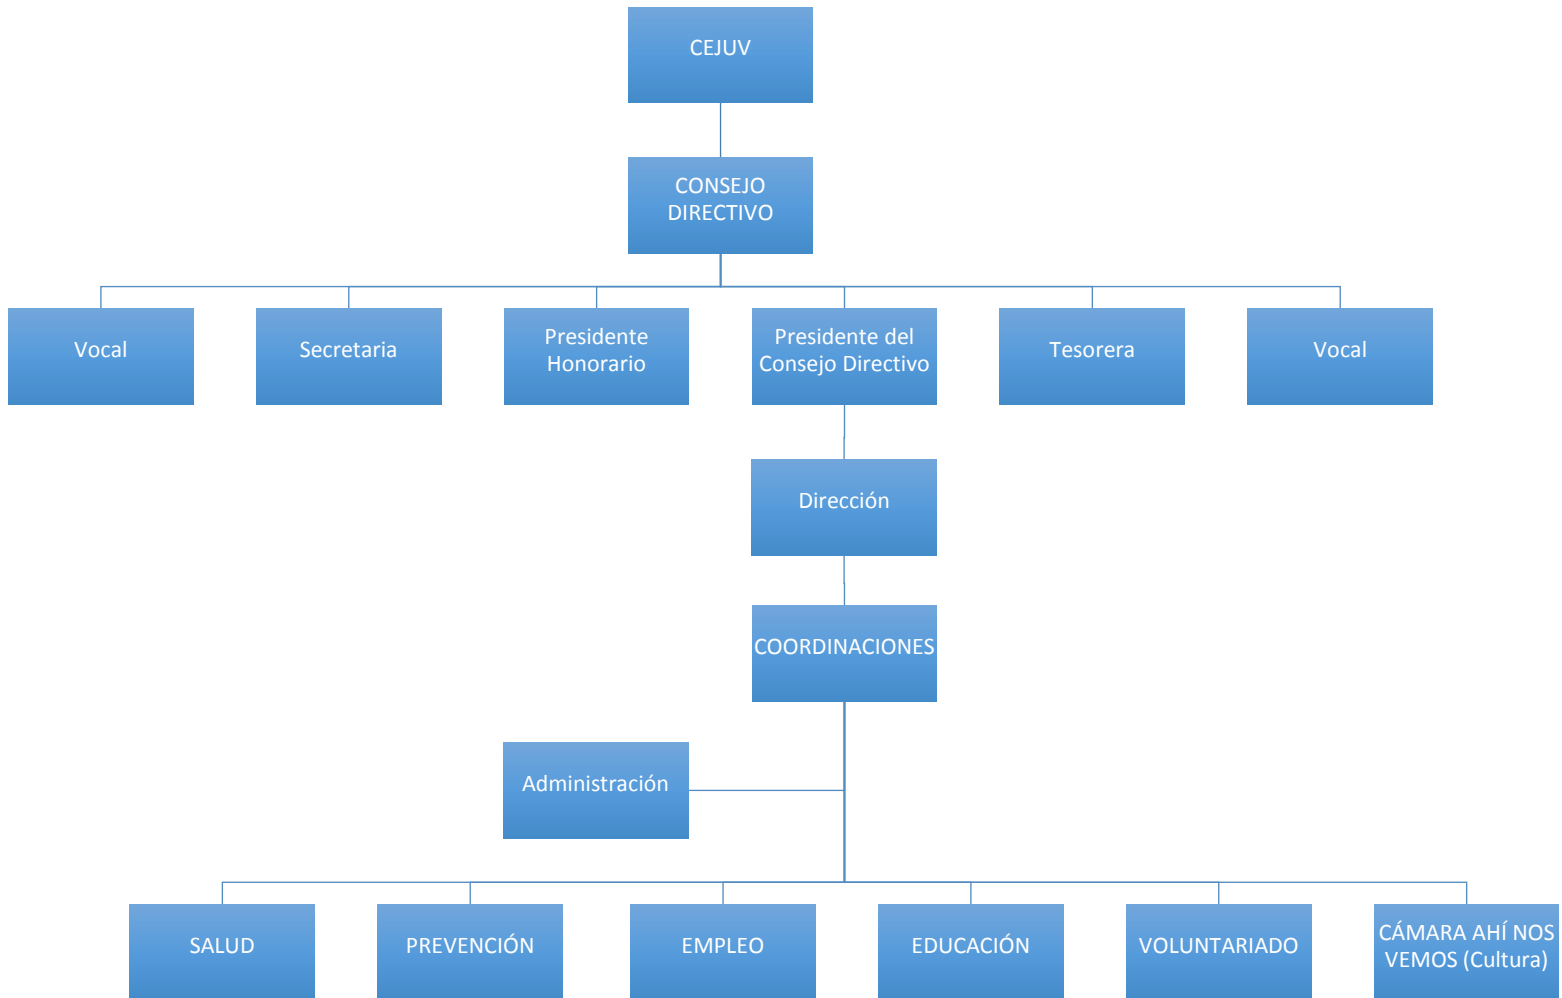 CEJUV
CONSEJO
DIRECTIVO
Vocal
Secretaria
Presidente
Honorario
Presidente del
Consejo Directivo
Tesorera
Vocal
Dirección
COORDINACIONES
Administración
SALUD
PREVENCIÓN
EMPLEO
EDUCACIÓN
VOLUNTARIADO
CÁMARA AHÍ NOS
VEMOS (Cultura)